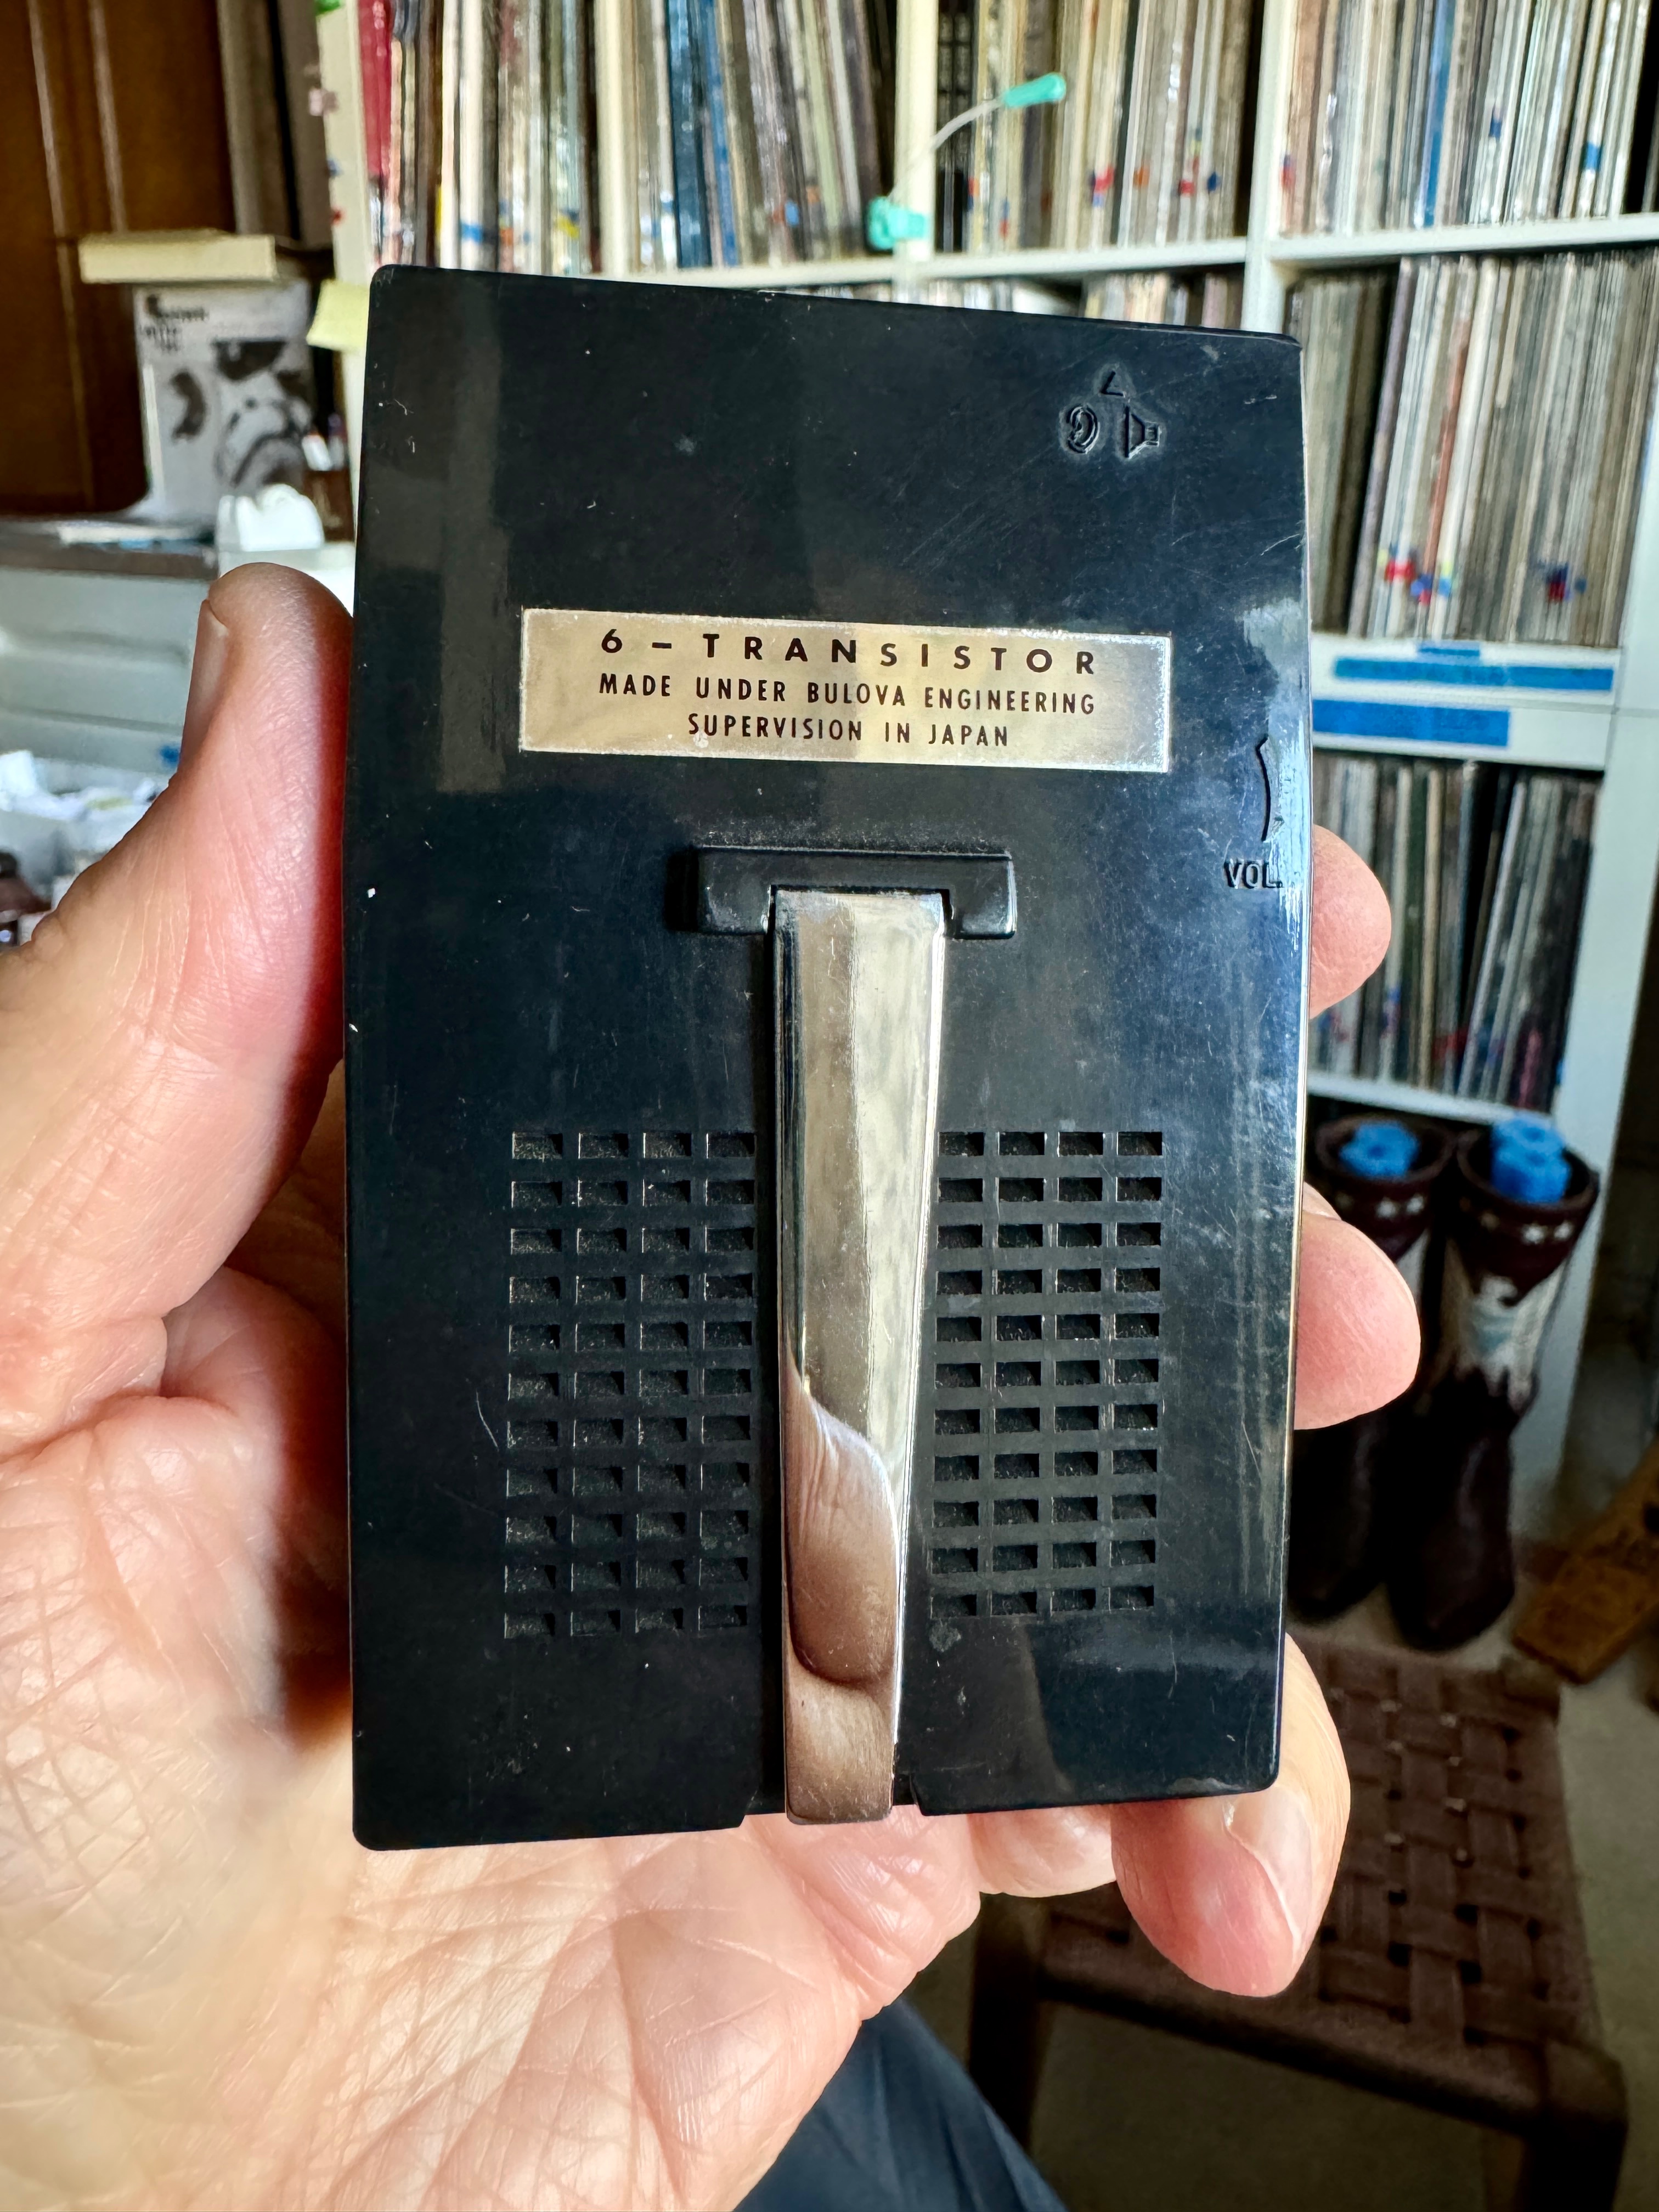 6 - TRANSISTOR
MADE UNDER BULOVA ENGINEERING
SUPERVISION IN JAPAN
VOL.